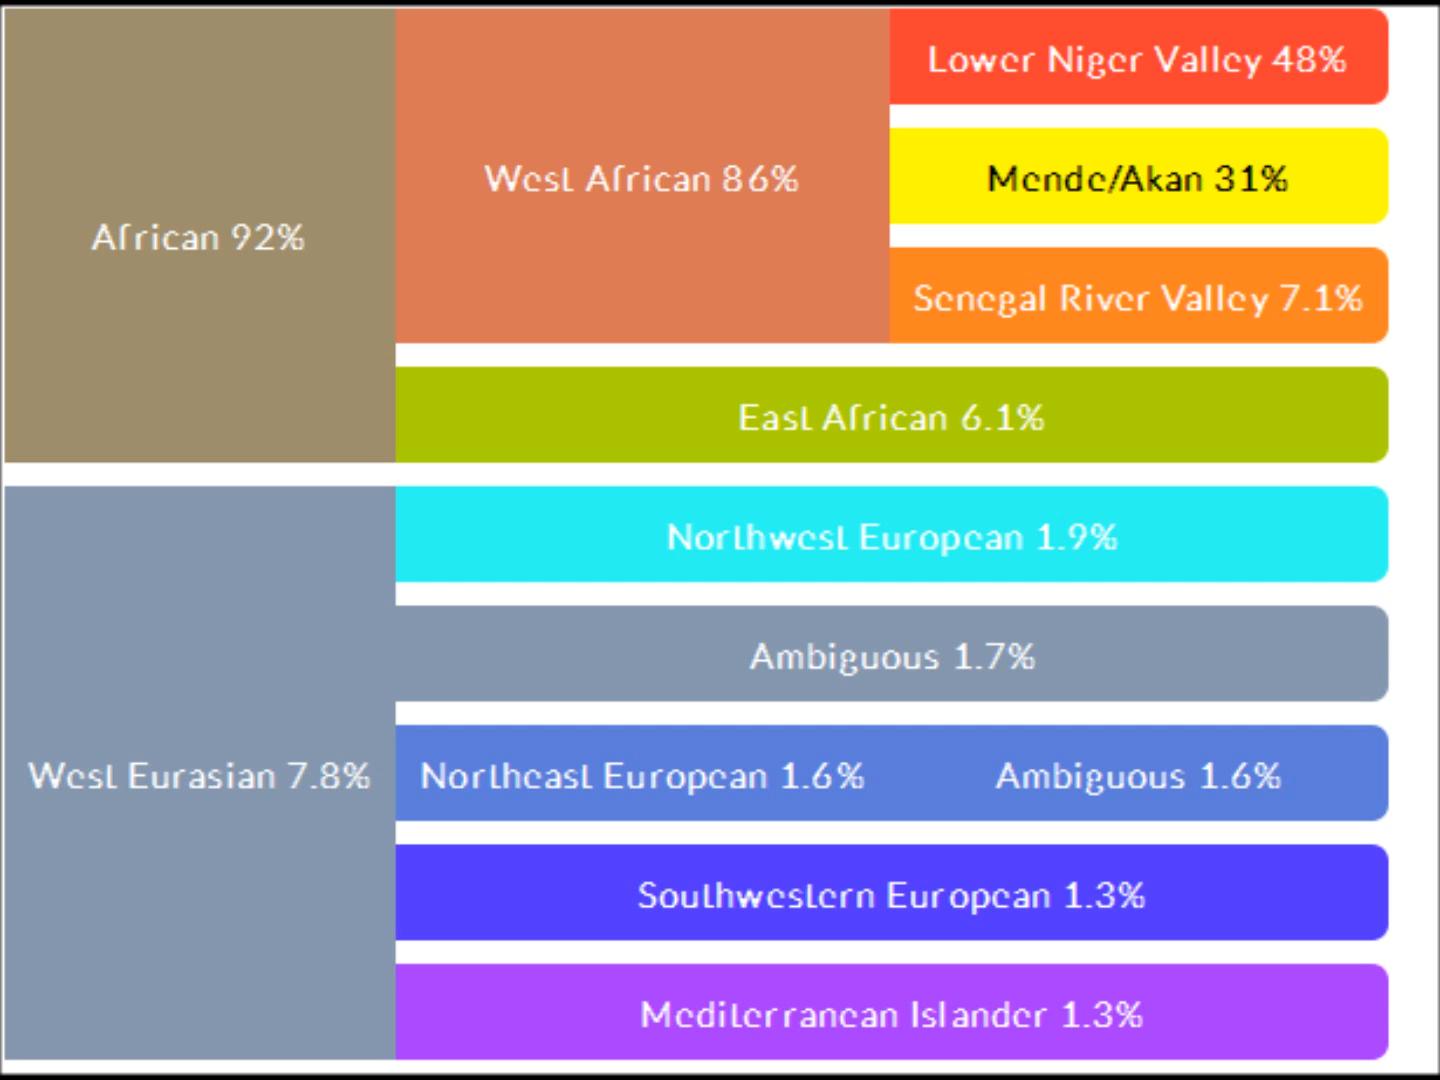 African 92%
West African 86%
Lower Niger Valley 48%
Mende/Akan 31%
Senegal River Valley 7.1%
East African 6.1%
West Eurasian 7.8%
Northwest European 1.9%
Ambiguous 1.7%
Northeast European 1.6%
Ambiguous 1.6%
Southwestern European 1.3%
Mediterranean Islander 1.3%